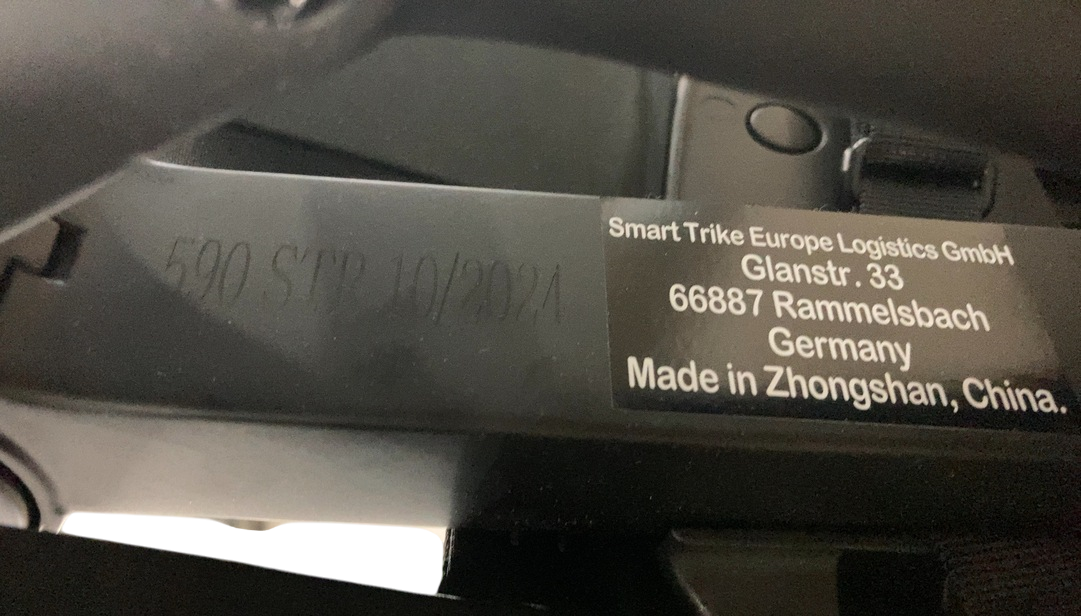 590 STR 10/2024
Smart Trike Europe Logistics GmbH
Glanstr. 33
66887 Rammelsbach
Germany
Made in Zhongshan, China.